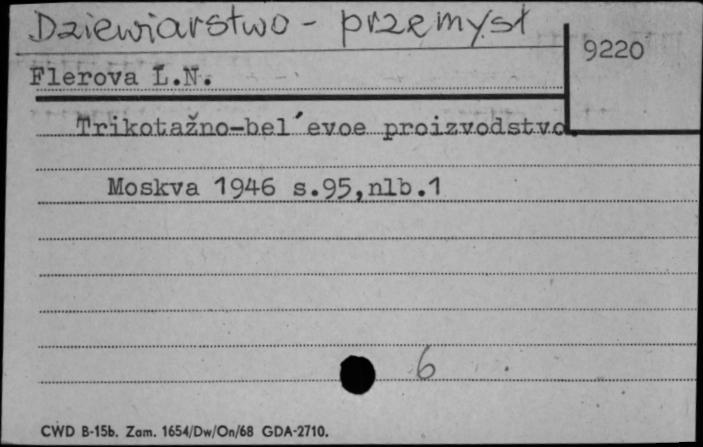 Dziewiarstwo - przemysł
9220
Flerova L.N.
Trikotažno-bel´evoe proizvodstvo.
Moskva 1946 s.95,nlb.1
6
CWD B-15b. Zam. 1654/Dw/On/68 GDA-2710.